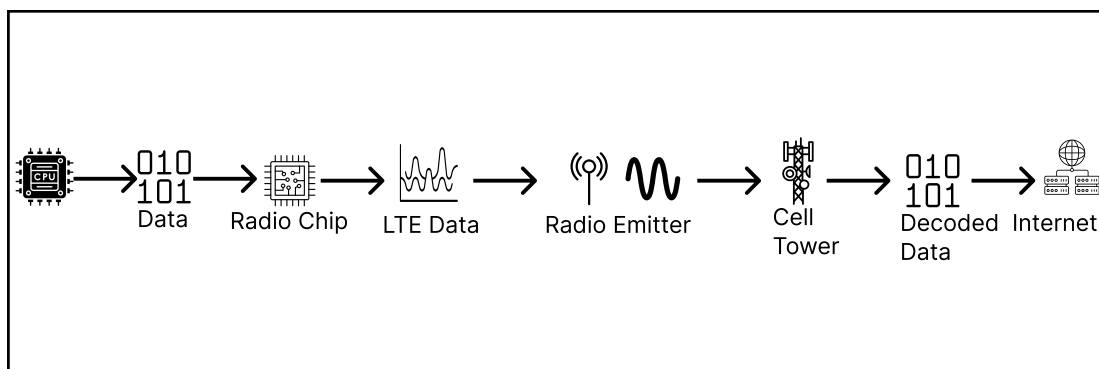 CPU
010
101
Data
Radio Chip
LTE Data
Radio Emitter
Cell
Tower
010
101
Decoded
Data
Internet